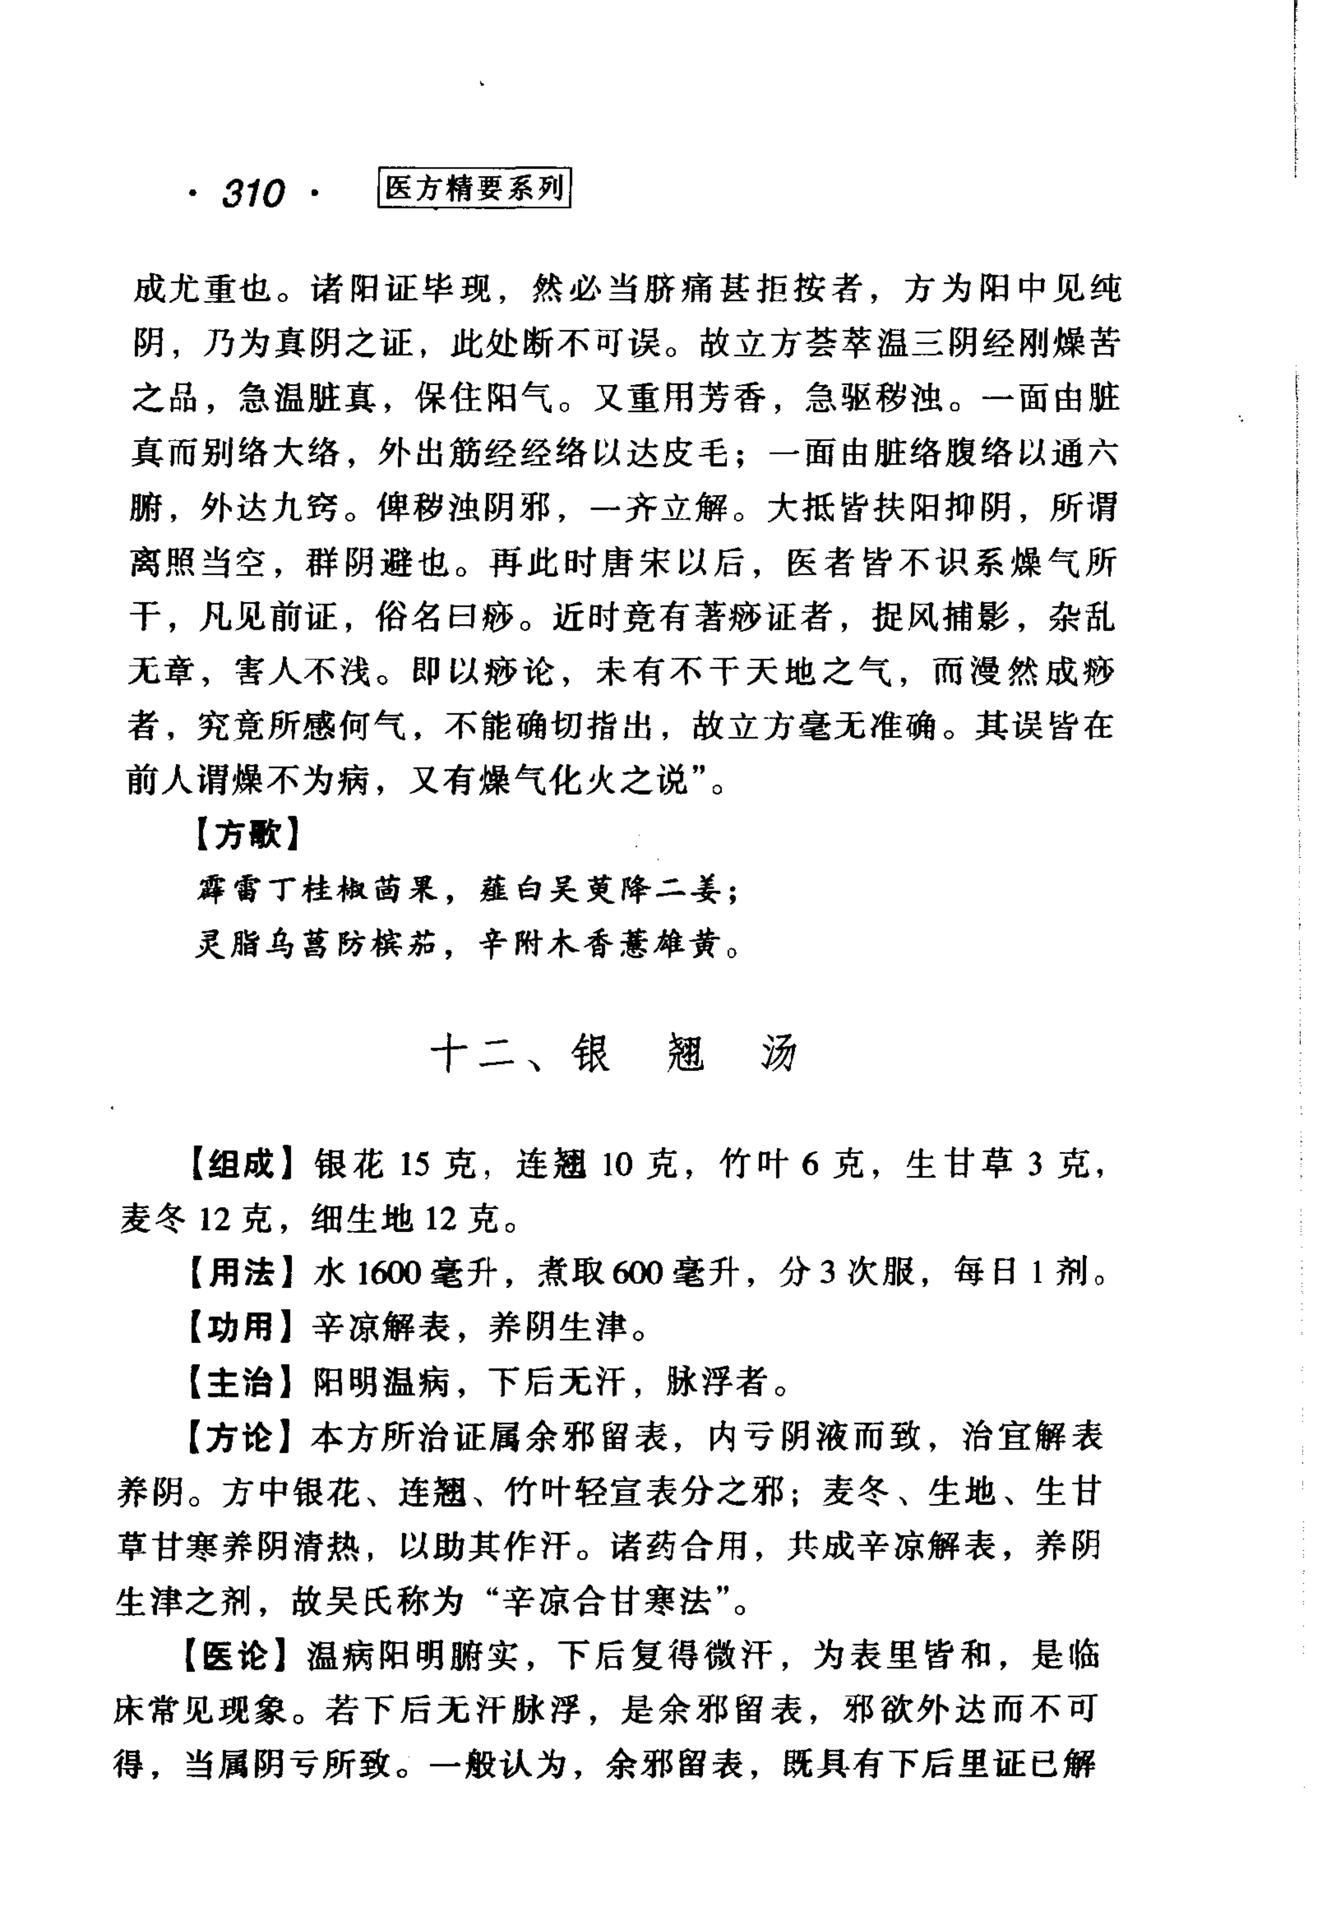 · 310 · 医方精要系列
成尤重也。诸阳证毕现，然必当脐痛甚拒按者，方为阳中见纯
阴，乃为真阴之证，此处断不可误。故立方荟萃温三阴经刚燥苦
之品，急温脏真，保住阳气。又重用芳香，急驱秽浊。一面由脏
真而别络大络，外出筋经经络以达皮毛；一面由脏络腹络以通六
腑，外达九窍。俾秽浊阴邪，一齐立解。大抵皆扶阳抑阴，所谓
离照当空，群阴避也。再此时唐宋以后，医者皆不识系燥气所
干，凡见前证，俗名曰痧。近时竟有著痧证者，捉风捕影，杂乱
无章，害人不浅。即以痧论，未有不干天地之气，而漫然成痧
者，究竟所感何气，不能确切指出，故立方毫无准确。其误皆在
前人谓燥不为病，又有燥气化火之说”。
【方歌】
霹雷丁桂椒茴果，薤白吴萸降二姜；
灵脂乌菖防槟茄，辛附木香薏雄黄。
十二、银 翘 汤
【组成】银花 15 克，连翘 10 克，竹叶 6 克，生甘草 3 克，
麦冬 12 克，细生地 12 克。
【用法】水 1600 毫升，煮取 600 毫升，分 3 次服，每日 1 剂。
【功用】辛凉解表，养阴生津。
【主治】阳明温病，下后无汗，脉浮者。
【方论】本方所治证属余邪留表，内亏阴液而致，治宜解表
养阴。方中银花、连翘、竹叶轻宣表分之邪；麦冬、生地、生甘
草甘寒养阴清热，以助其作汗。诸药合用，共成辛凉解表，养阴
生津之剂，故吴氏称为“辛凉合甘寒法”。
【医论】温病阳明腑实，下后复得微汗，为表里皆和，是临
床常见现象。若下后无汗脉浮，是余邪留表，邪欲外达而不可
得，当属阴亏所致。一般认为，余邪留表，既具有下后里证已解